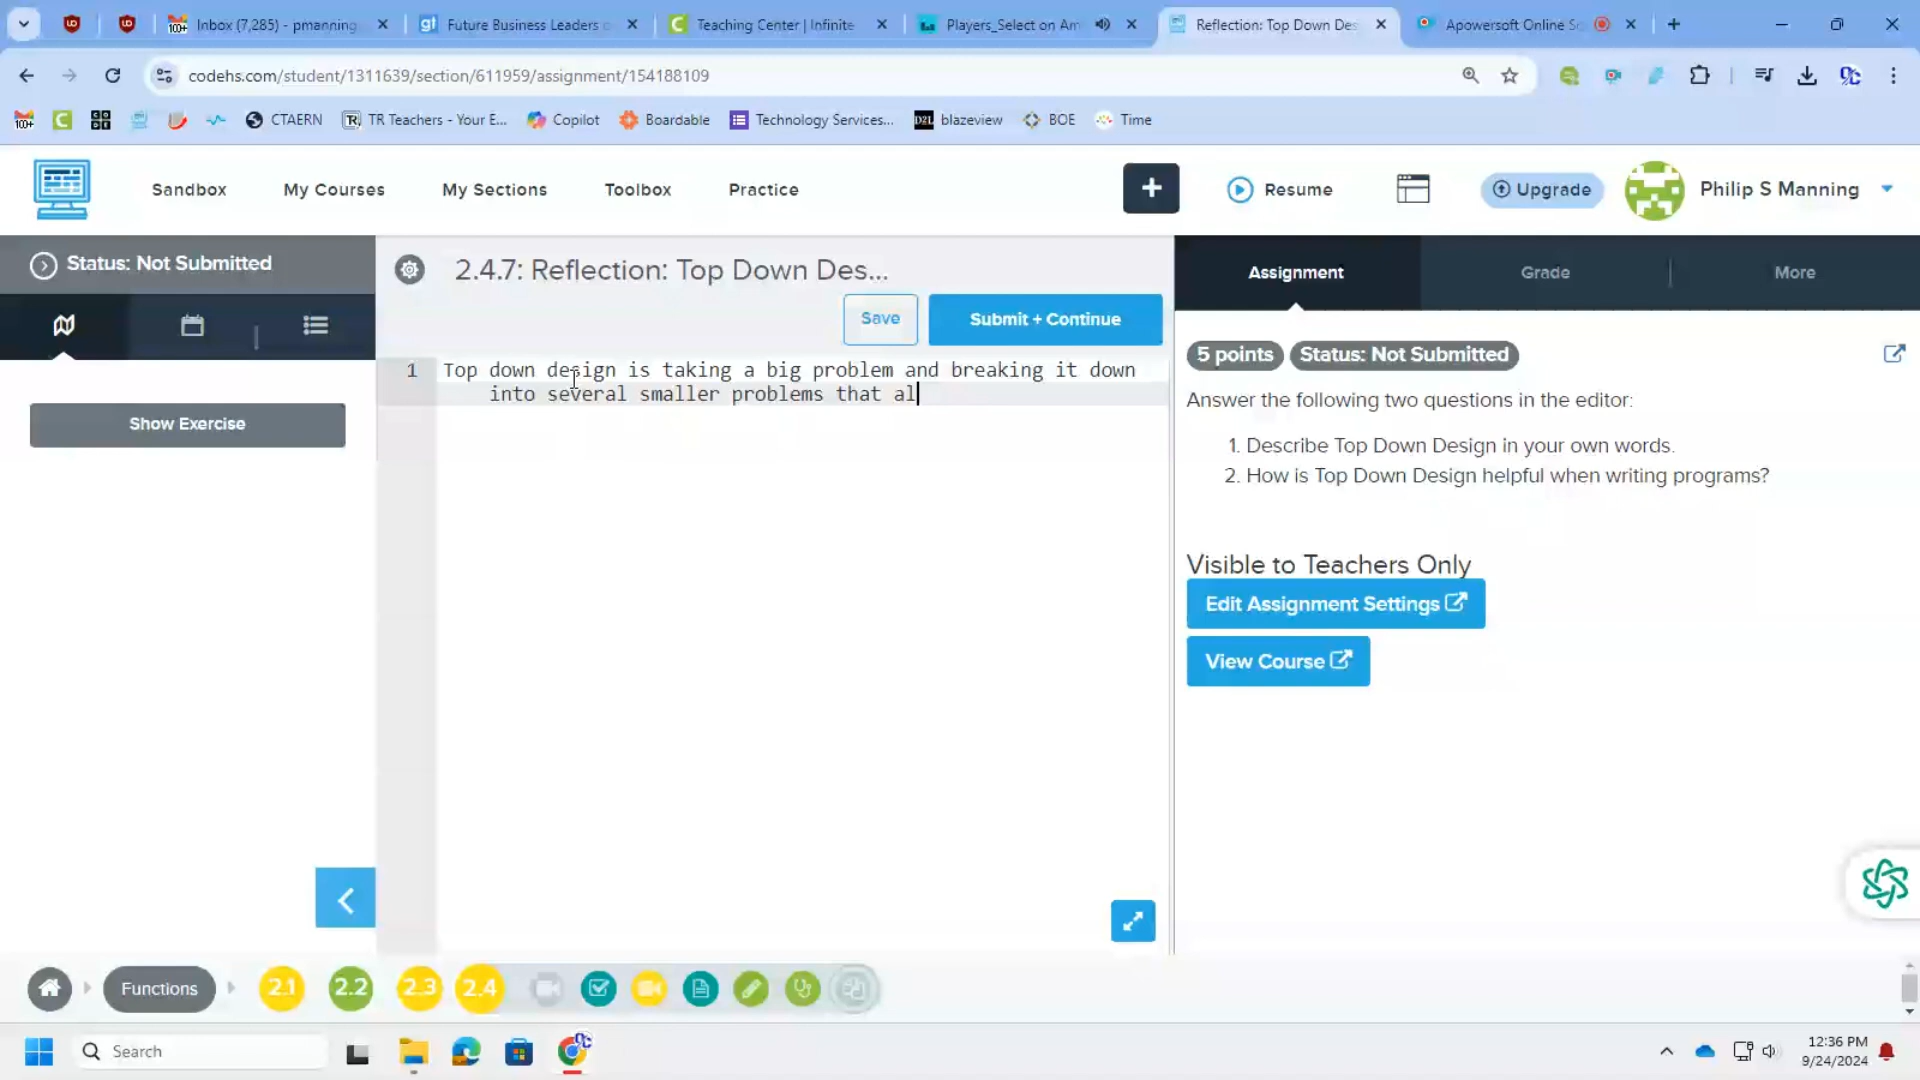 Inbox (7,285) - pmanning
Future Business Leaders o
Teaching Center | Infinite
Players_Select on Am
Reflection: Top Down Des
Apowersoft Online Sc
codehs.com/student/1311639/section/611959/assignment/154188109
100+
CTAERN
TR Teachers - Your E...
Copilot
Boardable
Technology Services...
D2L blazeview
BOE
Time
Sandbox
My Courses
My Sections
Toolbox
Practice
Resume
Upgrade
Philip S Manning
Status: Not Submitted
Show Exercise
2.4.7: Reflection: Top Down Des...
Save
Submit + Continue
1 Top down design is taking a big problem and breaking it down
into several smaller problems that al
Assignment
Grade
More
5 points Status: Not Submitted
Answer the following two questions in the editor:
1. Describe Top Down Design in your own words.
2. How is Top Down Design helpful when writing programs?
Visible to Teachers Only
Edit Assignment Settings
View Course
Functions
2.1
2.2
2.3
2.4
Search
12:36 PM
9/24/2024